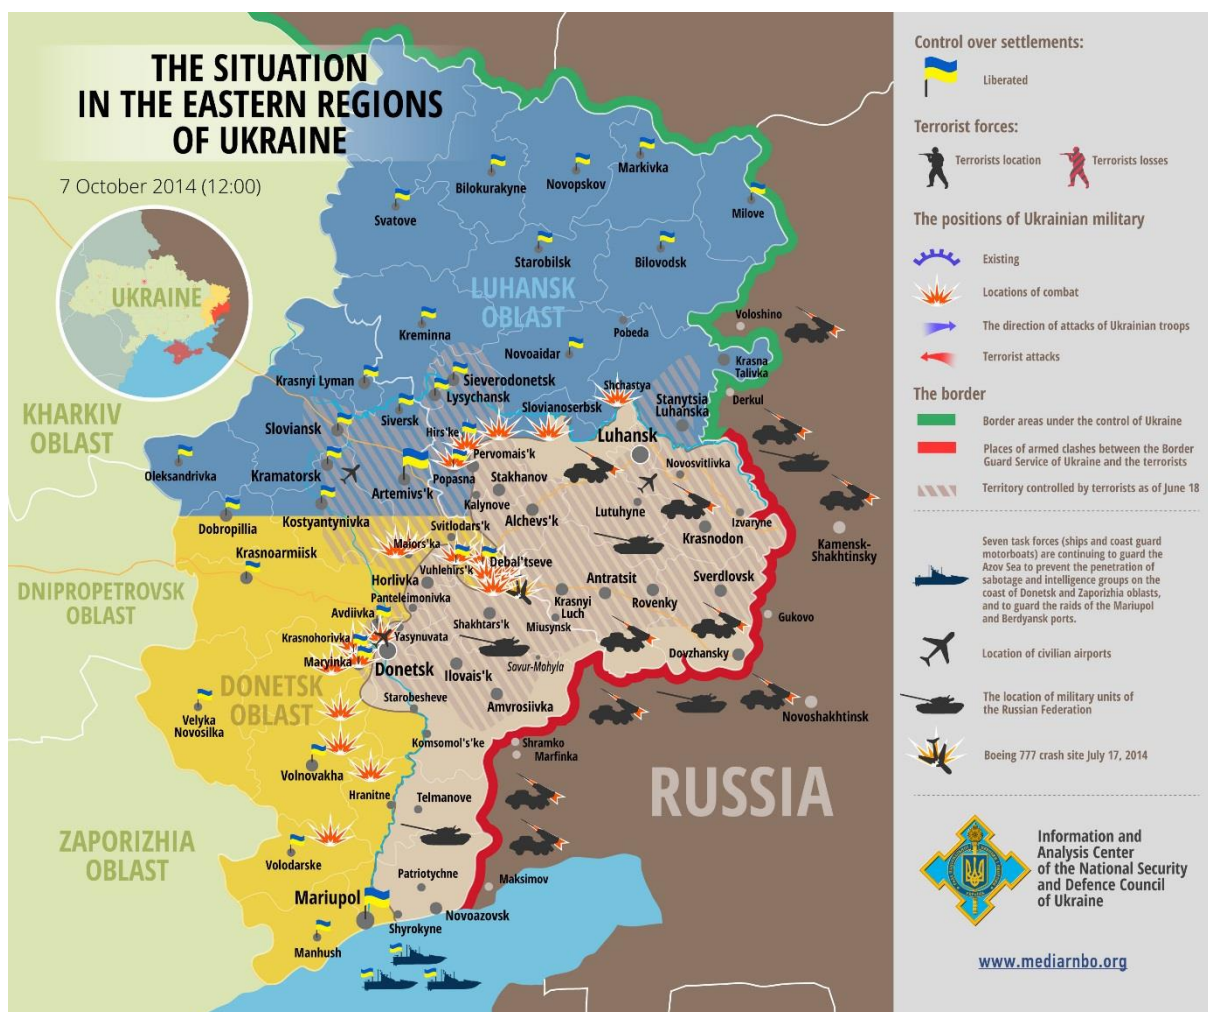 THE SITUATION
IN THE EASTERN REGIONS
OF UKRAINE
7 October 2014 (12:00)
UKRAINE
KHARKIV
OBLAST
DNIPROPETROVSK
OBLAST
ZAPORIZHIA
OBLAST
LUHANSK
OBLAST
DONETSK
OBLAST
RUSSIA
Svatove
Bilokurakyne
Novopskov
Markivka
Milove
Starobilsk
Bilovodsk
Kreminna
Novoaidar
Pobeda
Voloshino
Krasna
Talivka
Derkul
Krasnyi Lyman
Sieverodonetsk
Lysychansk
Siversk
Slovianoserbsk
Shchastya
Stanytsia
Luhanska
Luhansk
Sloviansk
Hirs'ke
Pervomais'k
Oleksandrivka
Kramatorsk
Artemivs'k
Popasna
Stakhanov
Novosvitlivka
Kalynove
Alchevs'k
Lutuhyne
Izvaryne
Krasnodon
Kamensk-
Shakhtinsky
Dobropillia
Kostyantynivka
Svitlodars'k
Krasnoarmiisk
Maiors'ka
Vuhlehirs'k
Debal'tseve
Horlivka
Antratsit
Sverdlovsk
Panteleimonivka
Krasnyi
Luch
Rovenky
Avdiivka
Shakhtars'k
Miusynsk
Gukovo
Krasnohorivka
Yasynuvata
Maryinka
Donetsk
Ilovais'k
Savur-Mohyla
Dovzhansky
Starobesheve
Amvrosiivka
Velyka
Novosilka
Novoshakhtinsk
Komsomol's'ke
Shramko
Marfinka
Volnovakha
Hranitne
Telmanove
Volodarske
Patriotychne
Maksimov
Mariupol
Novoazovsk
Shyrokyne
Manhush
Control over settlements:
Liberated
Terrorist forces:
Terrorists location
Terrorists losses
The positions of Ukrainian military
Existing
Locations of combat
The direction of attacks of Ukrainian troops
Terrorist attacks
The border
Border areas under the control of Ukraine
Places of armed clashes between the Border
Guard Service of Ukraine and the terrorists
Territory controlled by terrorists as of June 18
Seven task forces (ships and coast guard
motorboats) are continuing to guard the
Azov Sea to prevent the penetration of
sabotage and intelligence groups on the
coast of Donetsk and Zaporizhia oblasts,
and to guard the raids of the Mariupol
and Berdyansk ports.
Location of civilian airports
The location of military units of
the Russian Federation
Boeing 777 crash site July 17, 2014
Information and
Analysis Center
of the National Security
and Defence Council
of Ukraine
www.mediarnbo.org